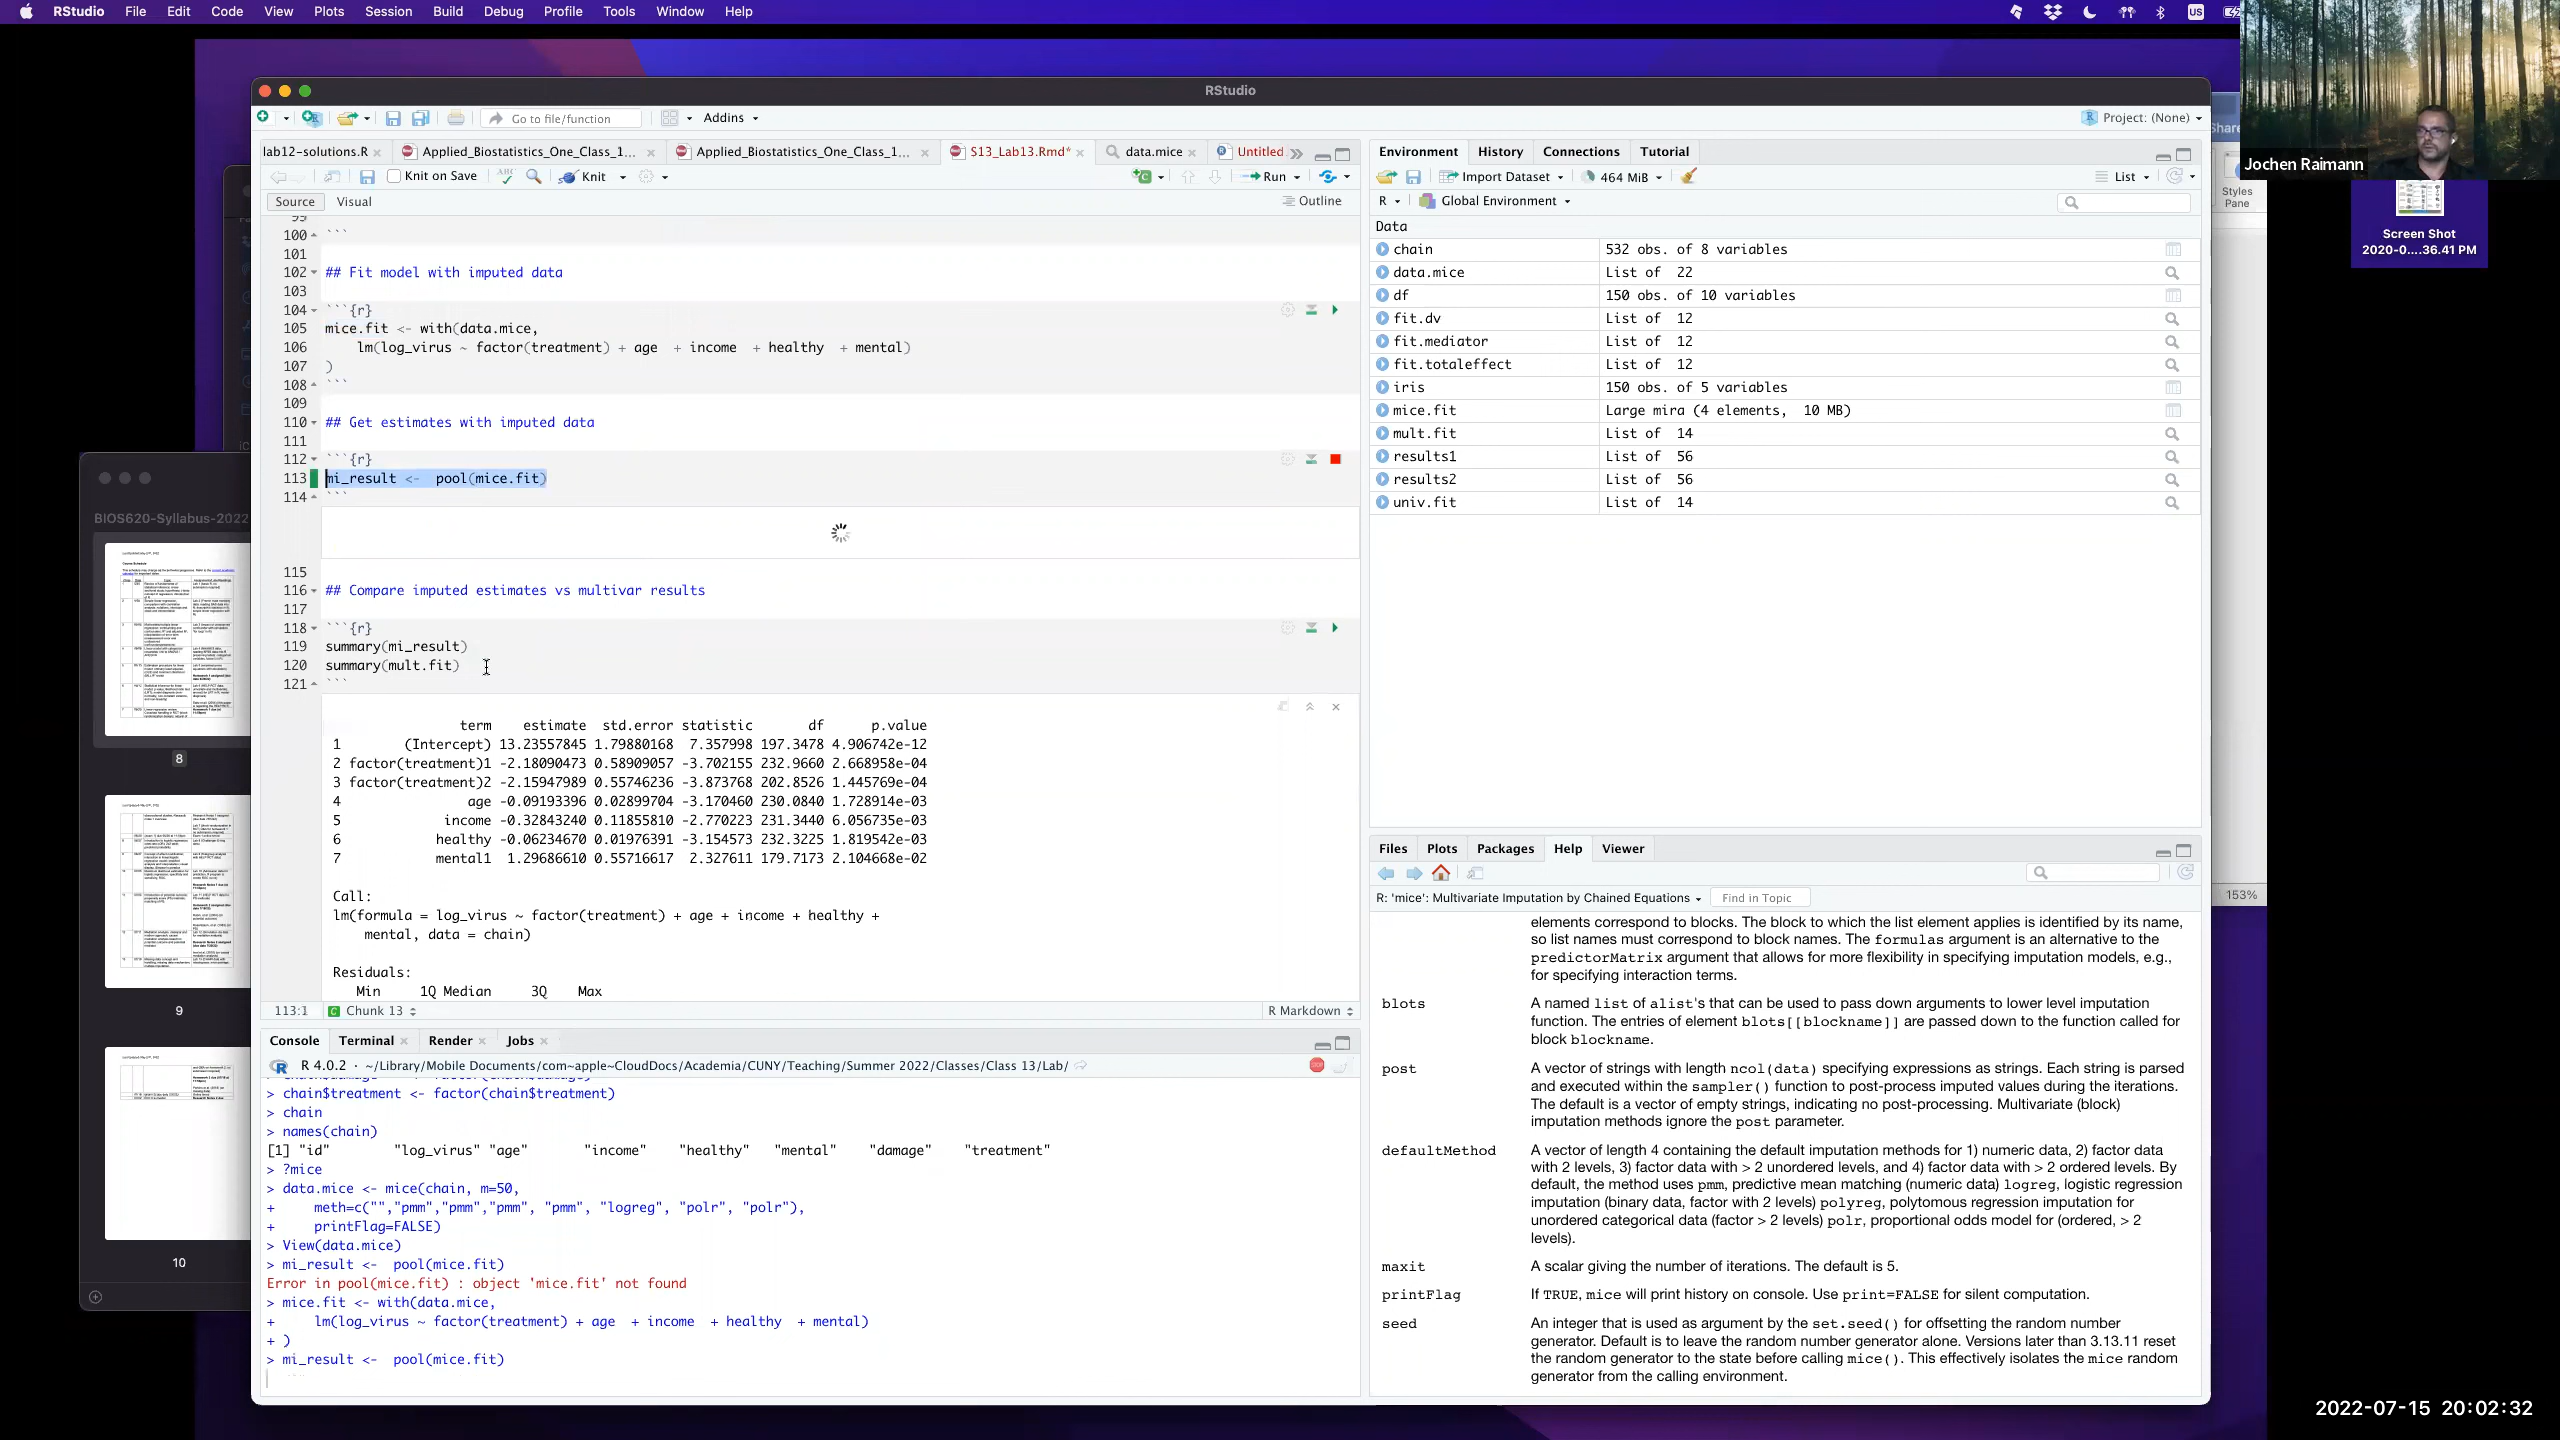 RStudio File Edit Code View Plots Session Build Debug Profile Tools Window Help
US
Jochen Raimann
Share
Styles
Pane
Screen Shot
2020-0....36.41 PM
153%
2022-07-15 20:02:32
BIOS620-Syllabus-2022
8
9
10
RStudio
Go to file/function
Addins
Project: (None)
lab12-solutions.R
Applied_Biostatistics_One_Class_1...
Applied_Biostatistics_One_Class_1...
S13_Lab13.Rmd*
data.mice
Untitled
Knit on Save
ABC
Knit
Run
Source Visual
Outline
99
100 ```
101
102 ## Fit model with imputed data
103
104 ```{r}
105 mice.fit <- with(data.mice,
106 lm(log_virus ~ factor(treatment) + age + income + healthy + mental)
107 )
108 ```
109
110 ## Get estimates with imputed data
111
112 ```{r}
113 mi_result <- pool(mice.fit)
114 ```
115
116 ## Compare imputed estimates vs multivar results
117
118 ```{r}
119 summary(mi_result)
120 summary(mult.fit)
121 ```
term estimate std.error statistic df p.value
1 (Intercept) 13.23557845 1.79880168 7.357998 197.3478 4.906742e-12
2 factor(treatment)1 -2.18090473 0.58909057 -3.702155 232.9660 2.668958e-04
3 factor(treatment)2 -2.15947989 0.55746236 -3.873768 202.8526 1.445769e-04
4 age -0.09193396 0.02899704 -3.170460 230.0840 1.728914e-03
5 income -0.32843240 0.11855810 -2.770223 231.3440 6.056735e-03
6 healthy -0.06234670 0.01976391 -3.154573 232.3225 1.819542e-03
7 mental1 1.29686610 0.55716617 2.327611 179.7173 2.104668e-02
Call:
lm(formula = log_virus ~ factor(treatment) + age + income + healthy +
mental, data = chain)
Residuals:
Min 1Q Median 3Q Max
113:1 Chunk 13
R Markdown
Console Terminal Render Jobs
R 4.0.2 · ~/Library/Mobile Documents/com~apple~CloudDocs/Academia/CUNY/Teaching/Summer 2022/Classes/Class 13/Lab/
> chain$treatment <- factor(chain$treatment)
> chain
> names(chain)
[1] "id" "log_virus" "age" "income" "healthy" "mental" "damage" "treatment"
> ?mice
> data.mice <- mice(chain, m=50,
+ meth=c("","pmm","pmm","pmm", "pmm", "logreg", "polr", "polr"),
+ printFlag=FALSE)
> View(data.mice)
> mi_result <- pool(mice.fit)
Error in pool(mice.fit) : object 'mice.fit' not found
> mice.fit <- with(data.mice,
+ lm(log_virus ~ factor(treatment) + age + income + healthy + mental)
+ )
> mi_result <- pool(mice.fit)
Environment History Connections Tutorial
Import Dataset
464 MiB
List
R Global Environment
Data
chain 532 obs. of 8 variables
data.mice List of 22
df 150 obs. of 10 variables
fit.dv List of 12
fit.mediator List of 12
fit.totaleffect List of 12
iris 150 obs. of 5 variables
mice.fit Large mira (4 elements, 10 MB)
mult.fit List of 14
results1 List of 56
results2 List of 56
univ.fit List of 14
Files Plots Packages Help Viewer
R: 'mice': Multivariate Imputation by Chained Equations
Find in Topic
elements correspond to blocks. The block to which the list element applies is identified by its name,
so list names must correspond to block names. The formulas argument is an alternative to the
predictorMatrix argument that allows for more flexibility in specifying imputation models, e.g.,
for specifying interaction terms.
blots A named list of alist's that can be used to pass down arguments to lower level imputation
function. The entries of element blots[[blockname]] are passed down to the function called for
block blockname.
post A vector of strings with length ncol(data) specifying expressions as strings. Each string is parsed
and executed within the sampler() function to post-process imputed values during the iterations.
The default is a vector of empty strings, indicating no post-processing. Multivariate (block)
imputation methods ignore the post parameter.
defaultMethod A vector of length 4 containing the default imputation methods for 1) numeric data, 2) factor data
with 2 levels, 3) factor data with > 2 unordered levels, and 4) factor data with > 2 ordered levels. By
default, the method uses pmm, predictive mean matching (numeric data) logreg, logistic regression
imputation (binary data, factor with 2 levels) polyreg, polytomous regression imputation for
unordered categorical data (factor > 2 levels) polr, proportional odds model for (ordered, > 2
levels).
maxit A scalar giving the number of iterations. The default is 5.
printFlag If TRUE, mice will print history on console. Use print=FALSE for silent computation.
seed An integer that is used as argument by the set.seed() for offsetting the random number
generator. Default is to leave the random number generator alone. Versions later than 3.13.11 reset
the random generator to the state before calling mice(). This effectively isolates the mice random
generator from the calling environment.